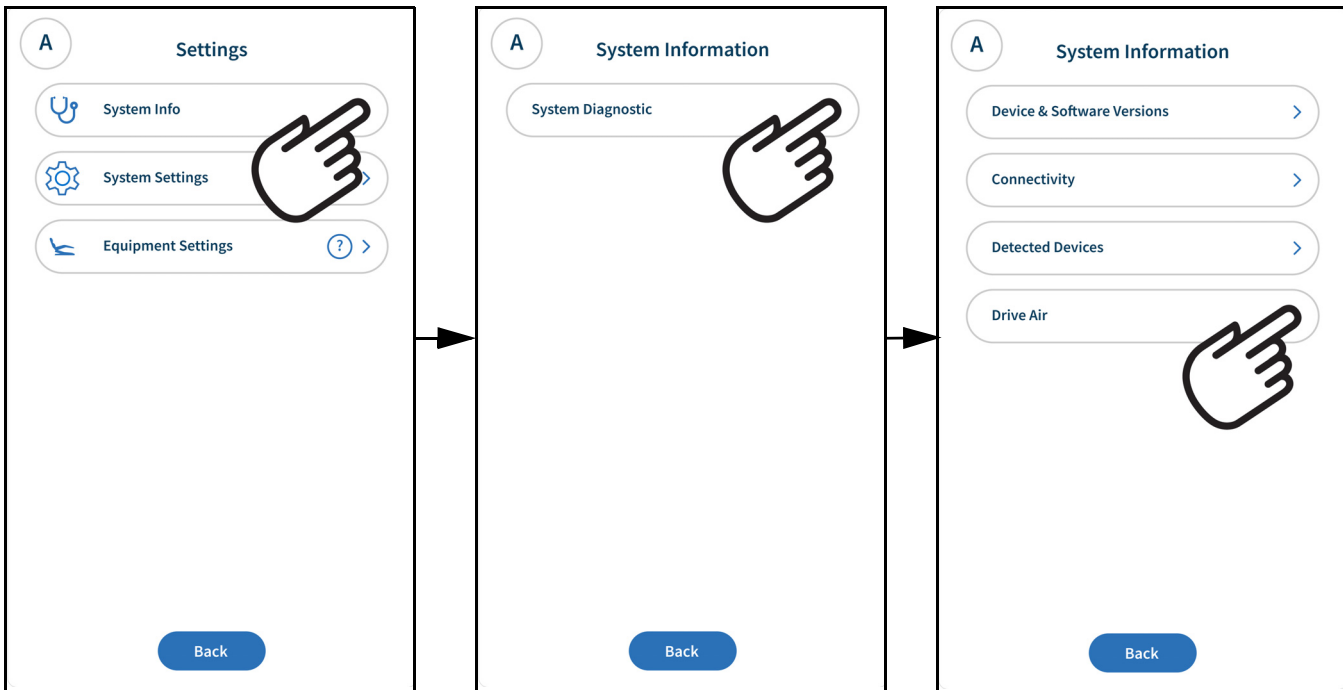 A
Settings
System Info
System Settings
Equipment Settings
?
Back
A
System Information
System Diagnostic
Back
A
System Information
Device & Software Versions
Connectivity
Detected Devices
Drive Air
Back